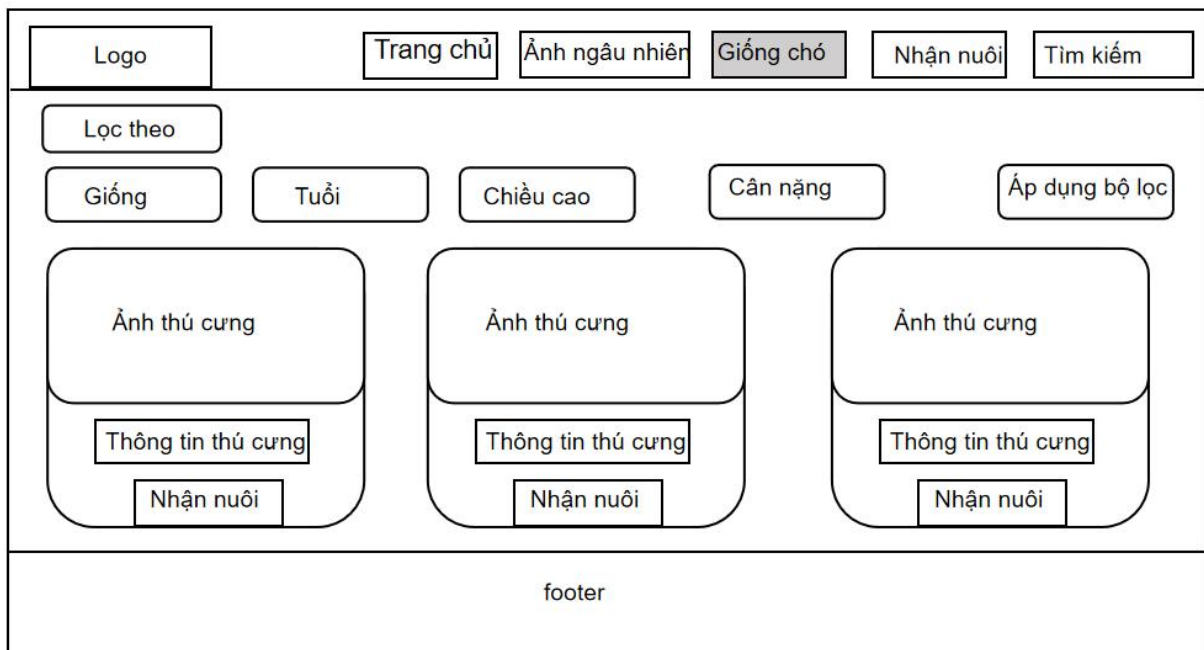 Logo
Trang chủ
Ảnh ngâu nhiên
Giống chó
Nhận nuôi
Tìm kiếm
Lọc theo
Giống
Tuổi
Chiều cao
Cân nặng
Áp dụng bộ lọc
Ảnh thú cưng
Ảnh thú cưng
Ảnh thú cưng
Thông tin thú cưng
Thông tin thú cưng
Thông tin thú cưng
Nhận nuôi
Nhận nuôi
Nhận nuôi
footer